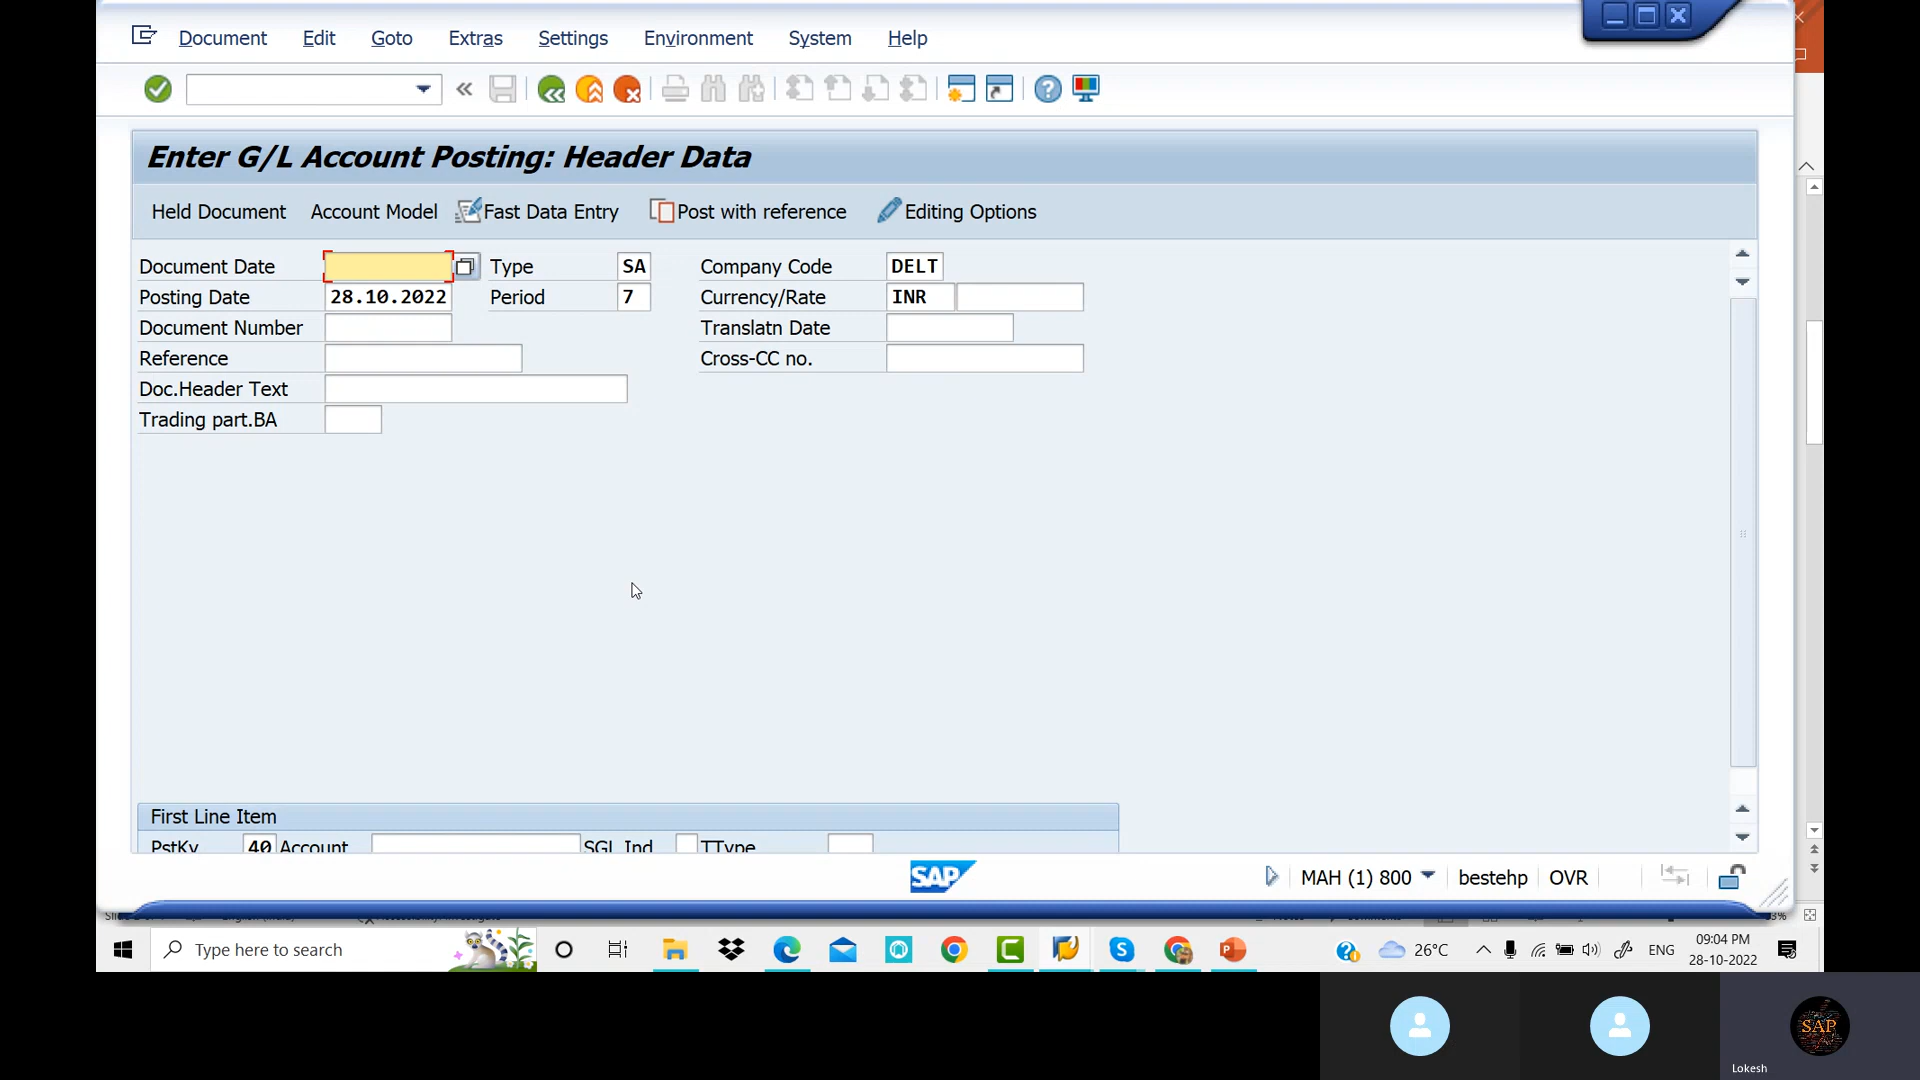 Document Edit Goto Extras Settings Environment System Help
Enter G/L Account Posting: Header Data
Held Document Account Model Fast Data Entry Post with reference Editing Options
Document Date Type SA Company Code DELT
Posting Date 28.10.2022 Period 7 Currency/Rate INR
Document Number Translatn Date
Reference Cross-CC no.
Doc.Header Text
Trading part.BA
First Line Item
PstKy 40 Account SGL Ind TType
SAP MAH (1) 800 bestehp OVR
Type here to search 26°C ENG 09:04 PM
28-10-2022
SAP
Lokesh